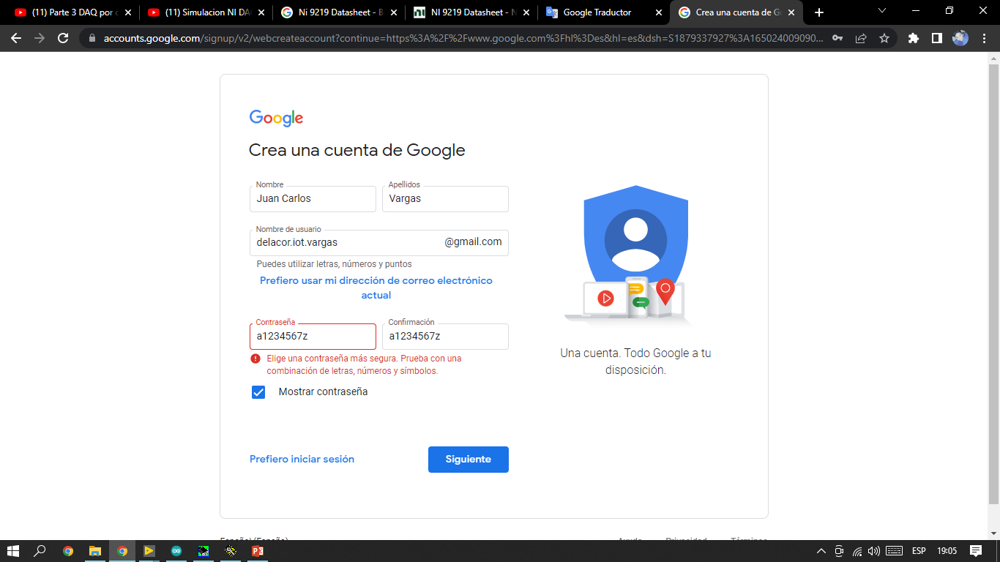 (11) Parte 3 DAQ por c
(11) Simulacion NI DA
Ni 9219 Datasheet - B
NI 9219 Datasheet - N
Google Traductor
Crea una cuenta de G
accounts.google.com/signup/v2/webcreateaccount?continue=https%3A%2F%2Fwww.google.com%3Fhl%3Des&hl=es&dsh=S1879337927%3A165024009090...
Google
Crea una cuenta de Google
Nombre
Apellidos
Juan Carlos
Vargas
Nombre de usuario
delacor.iot.vargas
@gmail.com
Puedes utilizar letras, números y puntos
Prefiero usar mi dirección de correo electrónico
actual
Contraseña
Confirmación
a1234567z
a1234567z
Elige una contraseña más segura. Prueba con una
combinación de letras, números y símbolos.
Mostrar contraseña
Una cuenta. Todo Google a tu
disposición.
Prefiero iniciar sesión
Siguiente
Español (España)
Ayuda
Privacidad
Términos
ESP
19:05